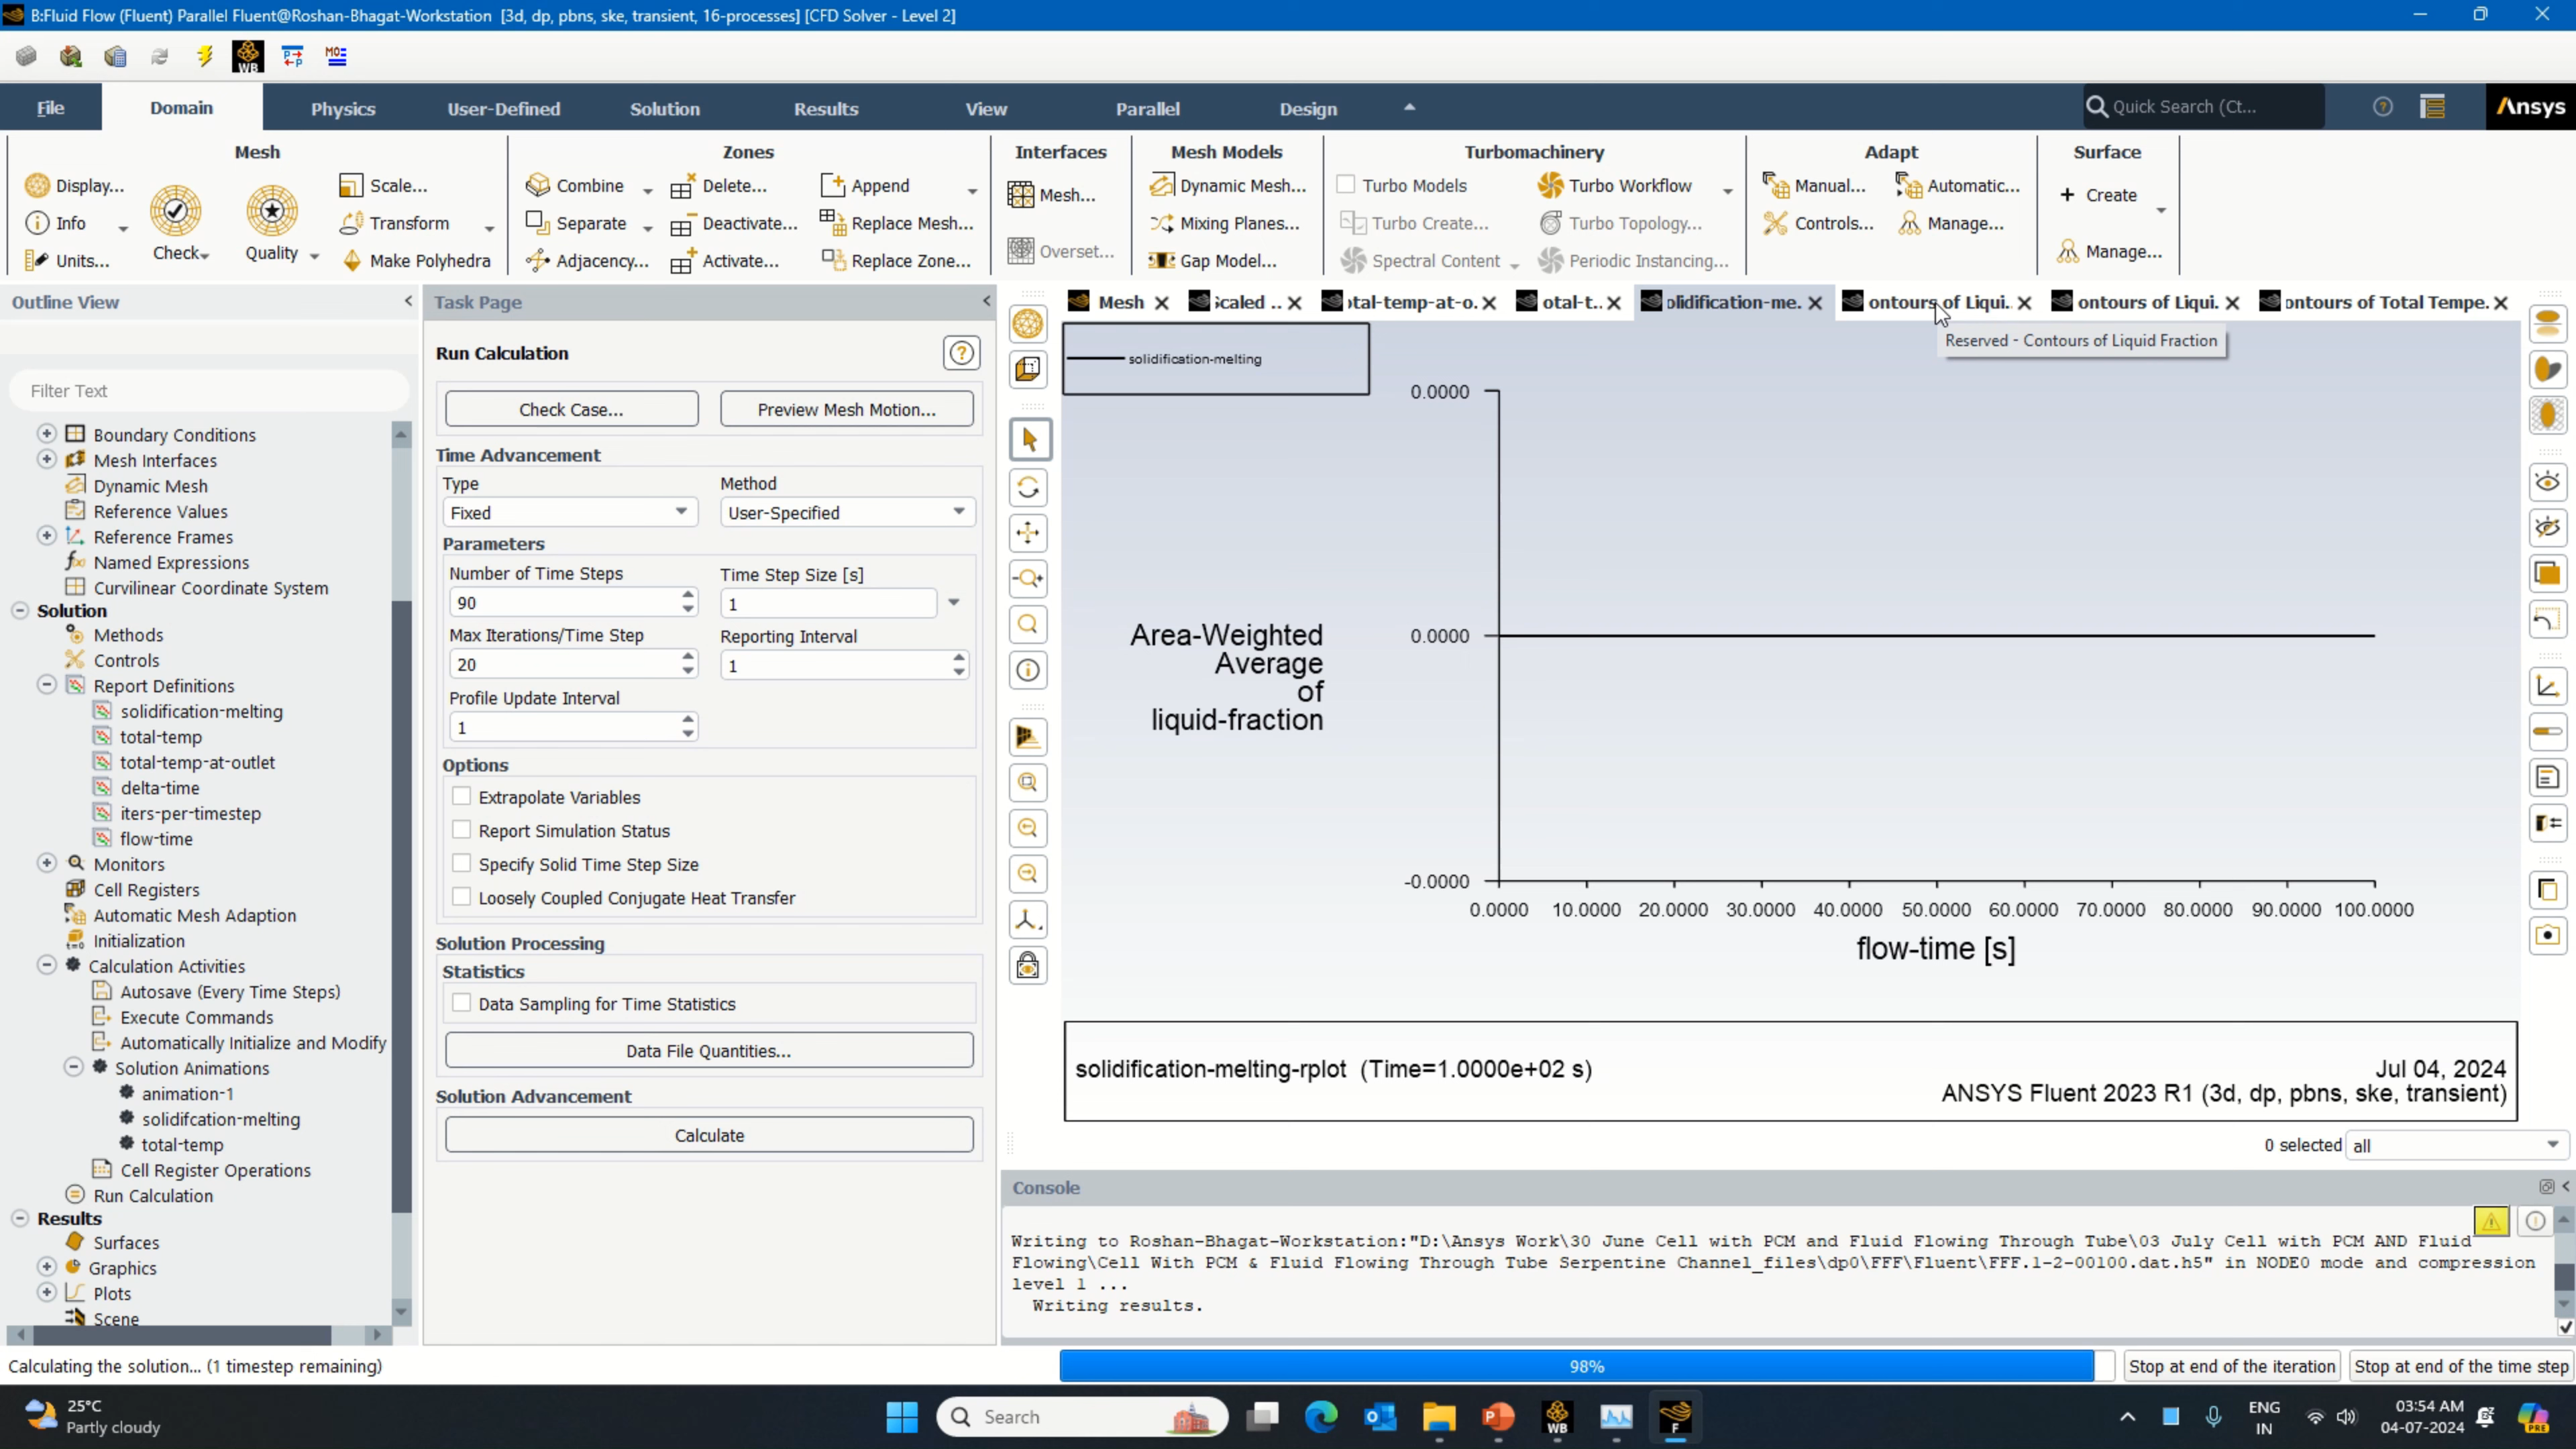 B:Fluid Flow (Fluent) Parallel Fluent@Roshan-Bhagat-Workstation [3d, dp, pbns, ske, transient, 16-processes] [CFD Solver - Level 2]
WB
File
Domain
Physics
User-Defined
Solution
Results
View
Parallel
Design
Quick Search (Ct...
Ansys
Mesh
Display...
Info
Units...
Check
Quality
Scale...
Transform
Make Polyhedra
Zones
Combine
Separate
Adjacency...
Delete...
Deactivate...
Activate...
Append
Replace Mesh...
Replace Zone...
Interfaces
Mesh...
Overset...
Mesh Models
Dynamic Mesh...
Mixing Planes...
Gap Model...
Turbomachinery
Turbo Models
Turbo Create...
Spectral Content
Turbo Workflow
Turbo Topology...
Periodic Instancing...
Adapt
Manual...
Controls...
Automatic...
Manage...
Surface
+ Create
Manage...
Outline View
Filter Text
Boundary Conditions
Mesh Interfaces
Dynamic Mesh
Reference Values
Reference Frames
Named Expressions
Curvilinear Coordinate System
Solution
Methods
Controls
Report Definitions
solidification-melting
total-temp
total-temp-at-outlet
delta-time
iters-per-timestep
flow-time
Monitors
Cell Registers
Automatic Mesh Adaption
Initialization
Calculation Activities
Autosave (Every Time Steps)
Execute Commands
Automatically Initialize and Modify
Solution Animations
animation-1
solidifcation-melting
total-temp
Cell Register Operations
Run Calculation
Results
Surfaces
Graphics
Plots
Scene
Task Page
Run Calculation
Check Case...
Preview Mesh Motion...
Time Advancement
Type
Method
Fixed
User-Specified
Parameters
Number of Time Steps
Time Step Size [s]
90
1
Max Iterations/Time Step
Reporting Interval
20
1
Profile Update Interval
1
Options
Extrapolate Variables
Report Simulation Status
Specify Solid Time Step Size
Loosely Coupled Conjugate Heat Transfer
Solution Processing
Statistics
Data Sampling for Time Statistics
Data File Quantities...
Solution Advancement
Calculate
Mesh
caled ..
tal-temp-at-o.
otal-t..
olidification-me.
ontours of Liqui.
ontours of Liqui.
ontours of Total Tempe.
Reserved - Contours of Liquid Fraction
solidification-melting
0.0000
0.0000
-0.0000
Area-Weighted
Average
of
liquid-fraction
0.0000 10.0000 20.0000 30.0000 40.0000 50.0000 60.0000 70.0000 80.0000 90.0000 100.0000
flow-time [s]
solidification-melting-rplot (Time=1.0000e+02 s)
Jul 04, 2024
ANSYS Fluent 2023 R1 (3d, dp, pbns, ske, transient)
0 selected
all
Console
Writing to Roshan-Bhagat-Workstation:"D:\Ansys Work\30 June Cell with PCM and Fluid Flowing Through Tube\03 July Cell with PCM AND Fluid
Flowing\Cell With PCM & Fluid Flowing Through Tube Serpentine Channel_files\dp0\FFF\Fluent\FFF.1-2-00100.dat.h5" in NODE0 mode and compression
level 1 ...
Writing results.
Calculating the solution... (1 timestep remaining)
98%
Stop at end of the iteration
Stop at end of the time step
25°C
Partly cloudy
Search
WB
F
ENG
IN
03:54 AM
04-07-2024
PRE